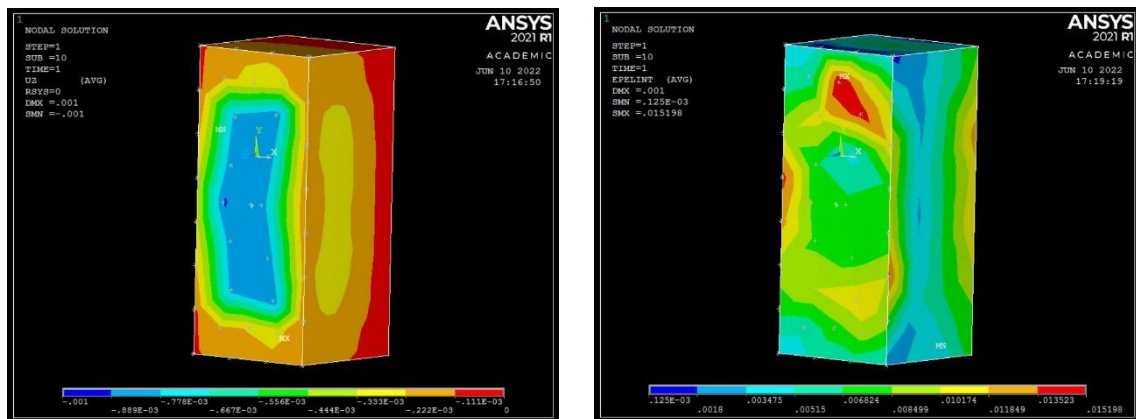 1
NODAL SOLUTION
STEP=1
SUB =10
TIME=1
UZ (AVG)
RSYS=0
DMX =.001
SMN =-.001
ANSYS
2021 R1
ACADEMIC
JUN 10 2022
17:16:50
MN
Y
X
MX
-.001 -.778E-03 -.556E-03 -.333E-03 -.111E-03
-.889E-03 -.667E-03 -.444E-03 -.222E-03 0
1
NODAL SOLUTION
STEP=1
SUB =10
TIME=1
EPELINT (AVG)
DMX =.001
SMN =.125E-03
SMX =.015198
ANSYS
2021 R1
ACADEMIC
JUN 10 2022
17:19:19
MX
Y
X
MN
.125E-03 .003475 .006824 .010174 .013523
.0018 .00515 .008499 .011849 .015198